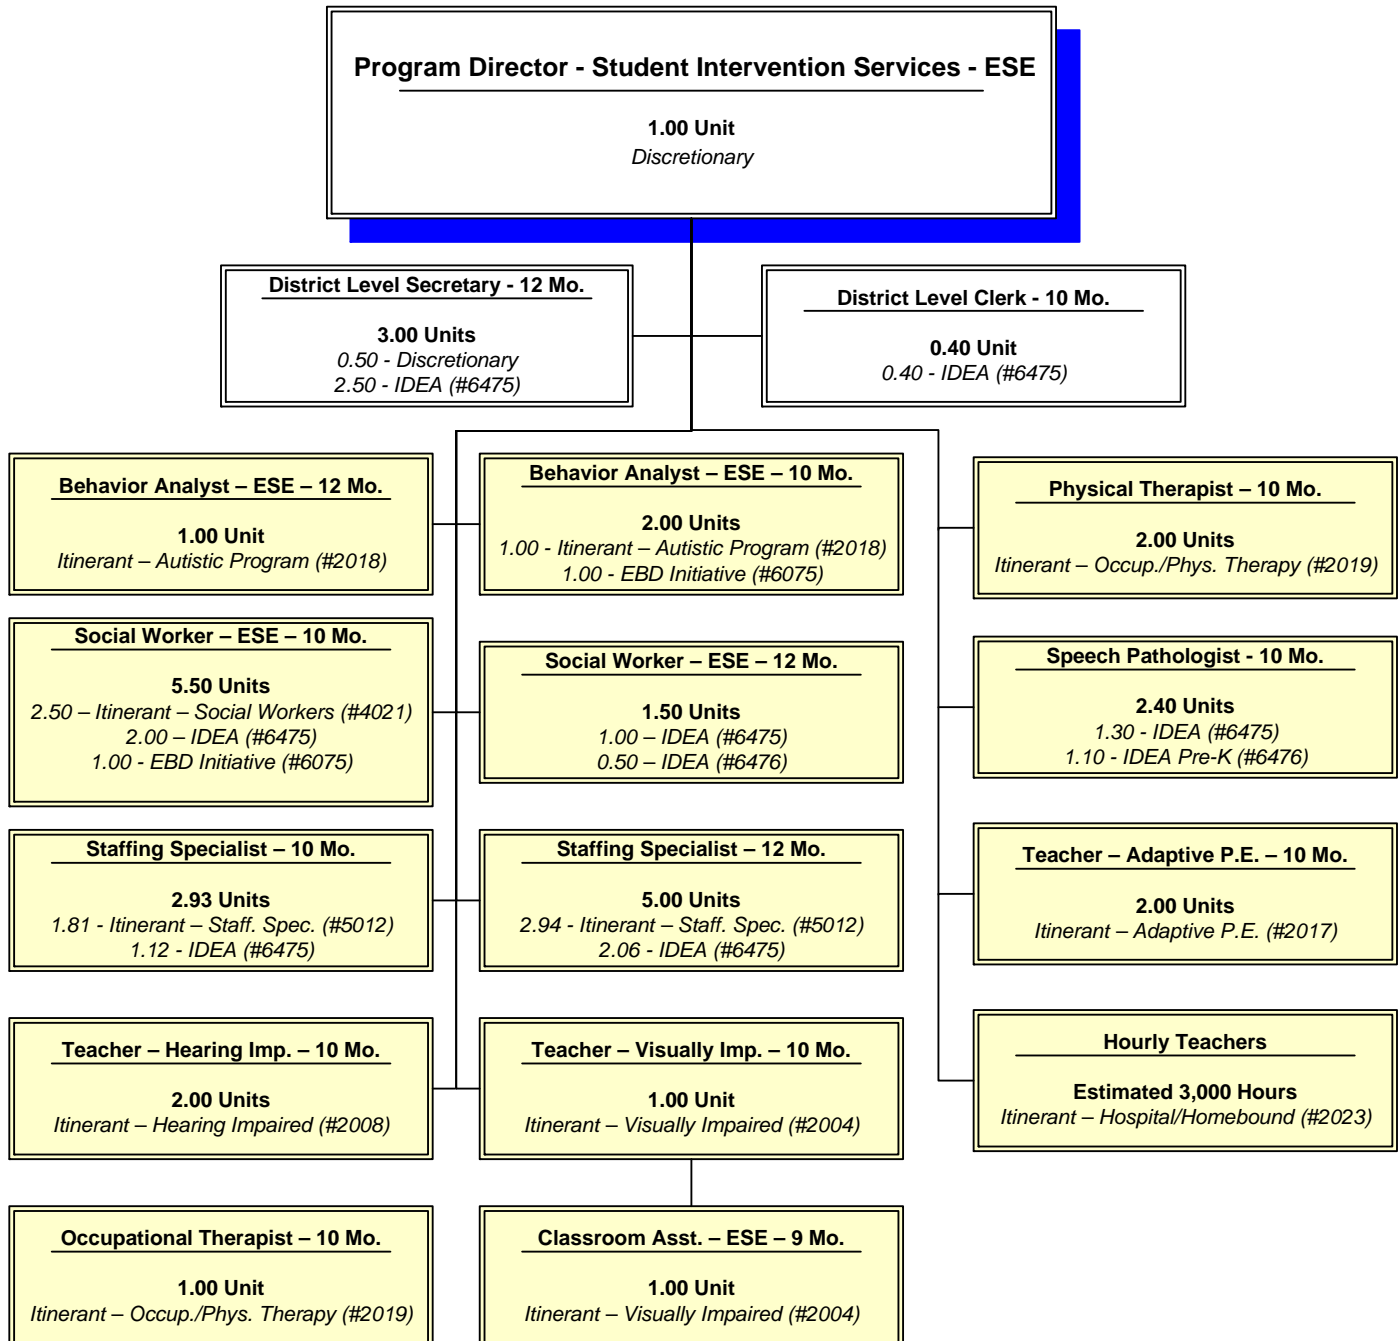 Program Director - Student Intervention Services - ESE
1.00 Unit
Discretionary
District Level Secretary - 12 Mo.
3.00 Units
0.50 - Discretionary
2.50 - IDEA (#6475)
District Level Clerk - 10 Mo.
0.40 Unit
0.40 - IDEA (#6475)
Behavior Analyst – ESE – 12 Mo.
1.00 Unit
Itinerant – Autistic Program (#2018)
Behavior Analyst – ESE – 10 Mo.
2.00 Units
1.00 - Itinerant – Autistic Program (#2018)
1.00 - EBD Initiative (#6075)
Physical Therapist – 10 Mo.
2.00 Units
Itinerant – Occup./Phys. Therapy (#2019)
Social Worker – ESE – 10 Mo.
5.50 Units
2.50 – Itinerant – Social Workers (#4021)
2.00 – IDEA (#6475)
1.00 - EBD Initiative (#6075)
Social Worker – ESE – 12 Mo.
1.50 Units
1.00 – IDEA (#6475)
0.50 – IDEA (#6476)
Speech Pathologist - 10 Mo.
2.40 Units
1.30 - IDEA (#6475)
1.10 - IDEA Pre-K (#6476)
Staffing Specialist – 10 Mo.
2.93 Units
1.81 - Itinerant – Staff. Spec. (#5012)
1.12 - IDEA (#6475)
Staffing Specialist – 12 Mo.
5.00 Units
2.94 - Itinerant – Staff. Spec. (#5012)
2.06 - IDEA (#6475)
Teacher – Adaptive P.E. – 10 Mo.
2.00 Units
Itinerant – Adaptive P.E. (#2017)
Teacher – Hearing Imp. – 10 Mo.
2.00 Units
Itinerant – Hearing Impaired (#2008)
Teacher – Visually Imp. – 10 Mo.
1.00 Unit
Itinerant – Visually Impaired (#2004)
Hourly Teachers
Estimated 3,000 Hours
Itinerant – Hospital/Homebound (#2023)
Occupational Therapist – 10 Mo.
1.00 Unit
Itinerant – Occup./Phys. Therapy (#2019)
Classroom Asst. – ESE – 9 Mo.
1.00 Unit
Itinerant – Visually Impaired (#2004)